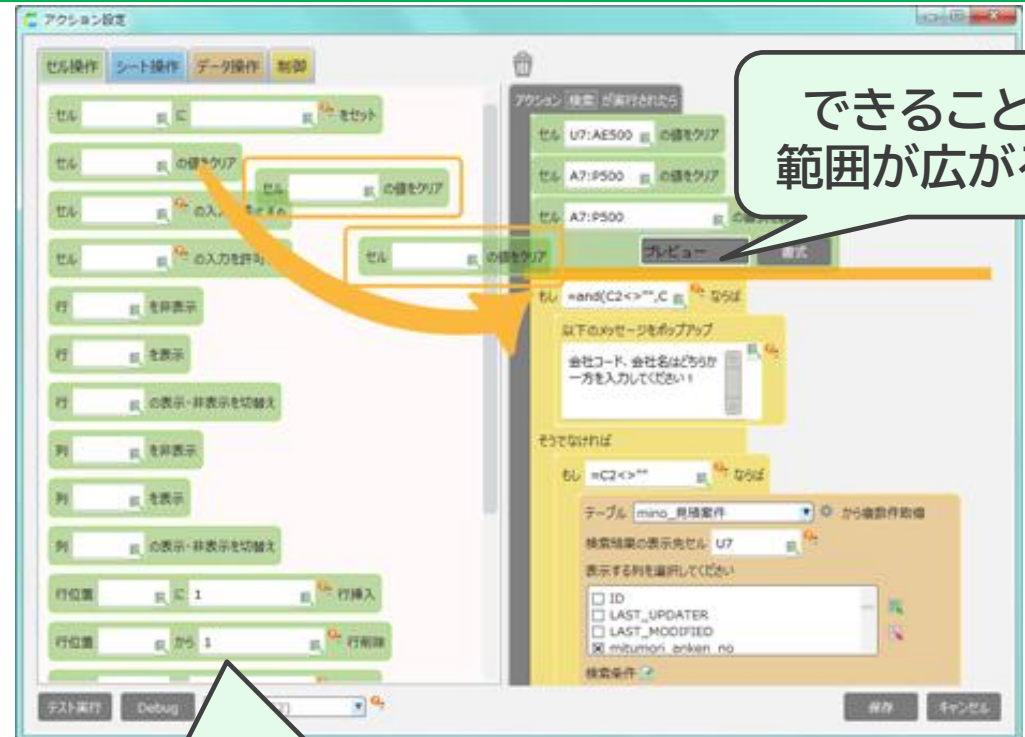 アクション設定
セル操作 シート操作 データ操作 制御
セル に をセット
セル の値をクリア
セル の値をクリア
セル の入力
セル の入力を許可
セル の値をクリア
行 を非表示
行 を表示
行 の表示・非表示を切替え
列 を非表示
列 を表示
列 の表示・非表示を切替え
行位置 に 1 行挿入
行位置 から 1 行削除
テスト実行 Debug
アクション 検索 が実行されたら
セル U7:AE500 の値をクリア
セル A7:P500 の値をクリア
セル A7:P500
プレビュー 書式
できること
範囲が広がる
もし =and(C2<>"",C ならば
以下のメッセージをポップアップ
会社コード、会社名はどちらか
一方を入力してください！
そうでなければ
もし =C2<>"" ならば
テーブル mino_見積案件 から複数件取得
検索結果の表示先セル U7
表示する列を選択してください
ID
LAST_UPDATER
LAST_MODIFIED
mitumori_anken_no
検索条件
保存 キャンセル